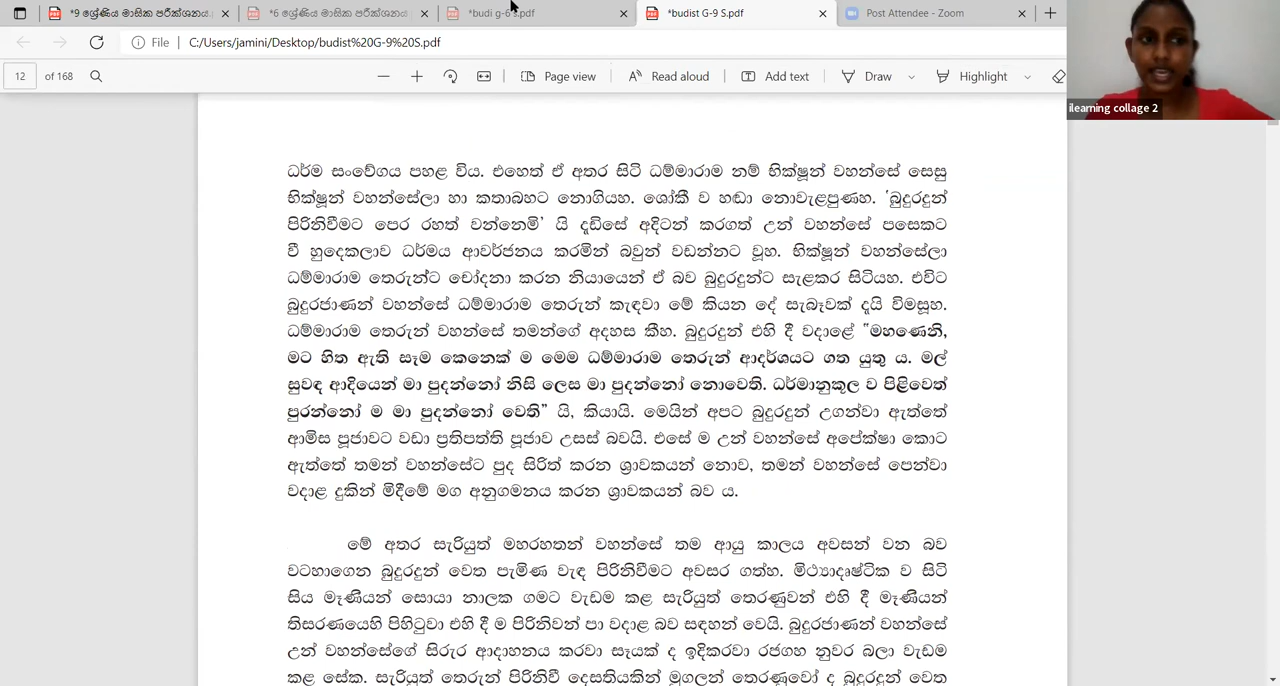 *9 ශ්‍රේණිය මාසික පරීක්ශනය.
*6 ශ්‍රේණිය මාසික පරීක්ශනය
*budi g-6 s.pdf
*budist G-9 S.pdf
Post Attendee - Zoom
File C:/Users/jamini/Desktop/budist%20G-9%20S.pdf
12 of 168 Page view Read aloud Add text Draw Highlight
ilearning collage 2
ධර්ම සංවේගය පහළ විය. එහෙත් ඒ අතර සිටි ධම්මාරාම නම් භික්ෂූන් වහන්සේ සෙසු
භික්ෂූන් වහන්සේලා හා කතාබහට නොගියහ. ශෝකී ව හඬා නොවැළපුණහ. 'බුදුරදුන්
පිරිනිවීමට පෙර රහත් වන්නෙමි' යි දැඩිසේ අදිටන් කරගත් උන් වහන්සේ පසෙකට
වී හුදෙකලාව ධර්මය ආවර්ජනය කරමින් බවුන් වඩන්නට වූහ. භික්ෂූන් වහන්සේලා
ධම්මාරාම තෙරුන්ට චෝදනා කරන නියායෙන් ඒ බව බුදුරදුන්ට සැළකර සිටියහ. එවිට
බුදුරජාණන් වහන්සේ ධම්මාරාම තෙරුන් කැඳවා මේ කියන දේ සැබෑවක් දැයි විමසූහ.
ධම්මාරාම තෙරුන් වහන්සේ තමන්ගේ අදහස කීහ. බුදුරදුන් එහි දී වදාළේ "මහණෙනි,
මට හිත ඇති සෑම කෙනෙක් ම මෙම ධම්මාරාම තෙරුන් ආදර්ශයට ගත යුතු ය. මල්
සුවඳ ආදියෙන් මා පුදන්නෝ නිසි ලෙස මා පුදන්නෝ නොවෙති. ධර්මානුකූල ව පිළිවෙත්
පුරන්නෝ ම මා පුදන්නෝ වෙති" යි, කියායි. මෙයින් අපට බුදුරදුන් උගන්වා ඇත්තේ
ආමිස පූජාවට වඩා ප්‍රතිපත්ති පූජාව උසස් බවයි. එසේ ම උන් වහන්සේ අපේක්ෂා කොට
ඇත්තේ තමන් වහන්සේට පුද සිරිත් කරන ශ්‍රාවකයන් නොව, තමන් වහන්සේ පෙන්වා
වදාළ දුකින් මිදීමේ මග අනුගමනය කරන ශ්‍රාවකයන් බව ය.
මේ අතර සැරියුත් මහරහතන් වහන්සේ තම ආයු කාලය අවසන් වන බව
වටහාගෙන බුදුරදුන් වෙත පැමිණ වැඳ පිරිනිවීමට අවසර ගත්හ. මිථ්‍යාදෘෂ්ටික ව සිටි
සිය මෑණියන් සොයා නාලක ගමට වැඩම කළ සැරියුත් තෙරණුවන් එහි දී මෑණියන්
තිසරණයෙහි පිහිටුවා එහි දී ම පිරිනිවන් පා වදාළ බව සඳහන් වෙයි. බුදුරජාණන් වහන්සේ
උන් වහන්සේගේ සිරුර ආදාහනය කරවා සෑයක් ද ඉදිකරවා රජගහ නුවර බලා වැඩම
කළ සේක. සැරියුත් තෙරුන් පිරිනිවී දෙසතියකින් මුගලන් තෙරණුවෝ ද බුදුරදුන් වෙත